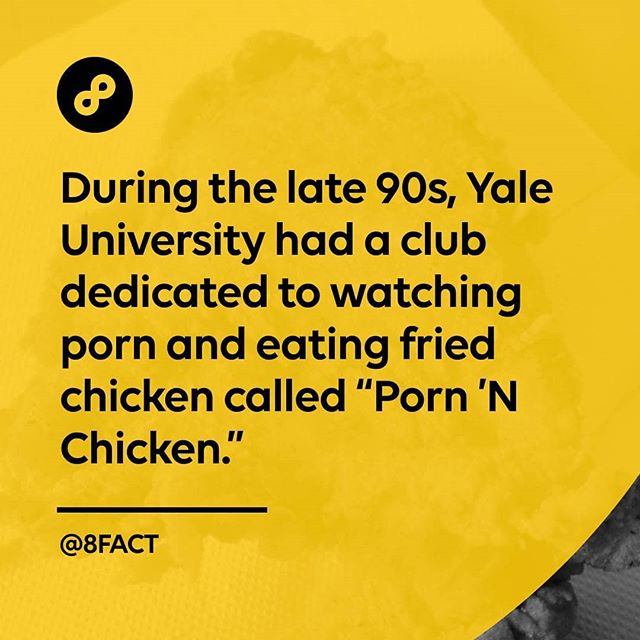 During the late 90s, Yale
University had a club
dedicated to watching
porn and eating fried
chicken called “Porn ’N
Chicken.”
@8FACT